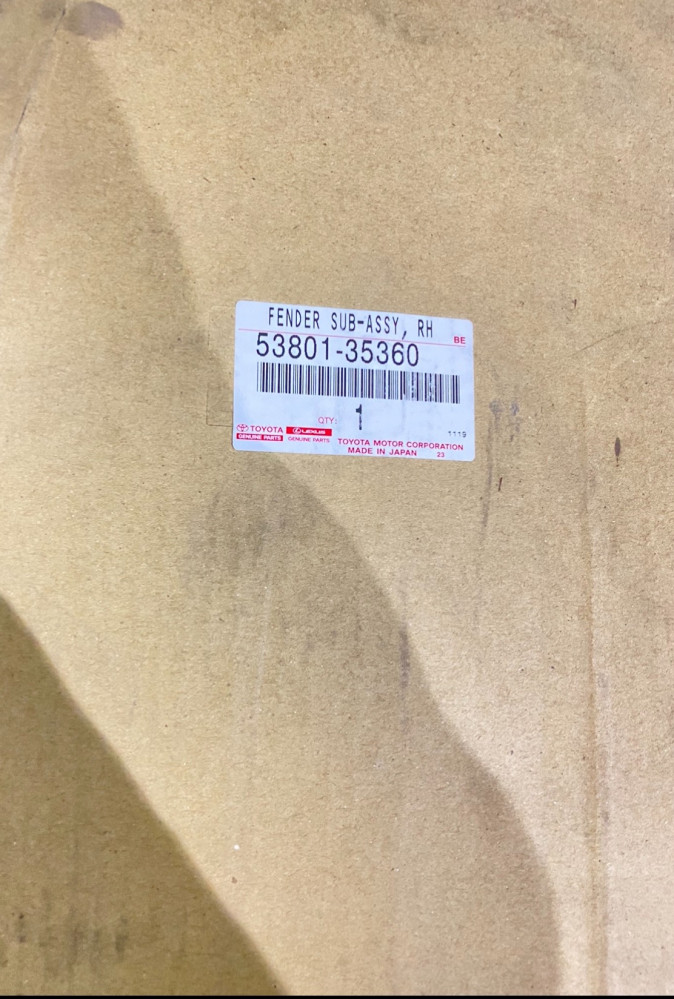 FENDER SUB-ASSY, RH
BE
53801-35360
QTY: 1
TOYOTA
GENUINE PARTS
LEXUS
GENUINE PARTS
1119
TOYOTA MOTOR CORPORATION
MADE IN JAPAN 23